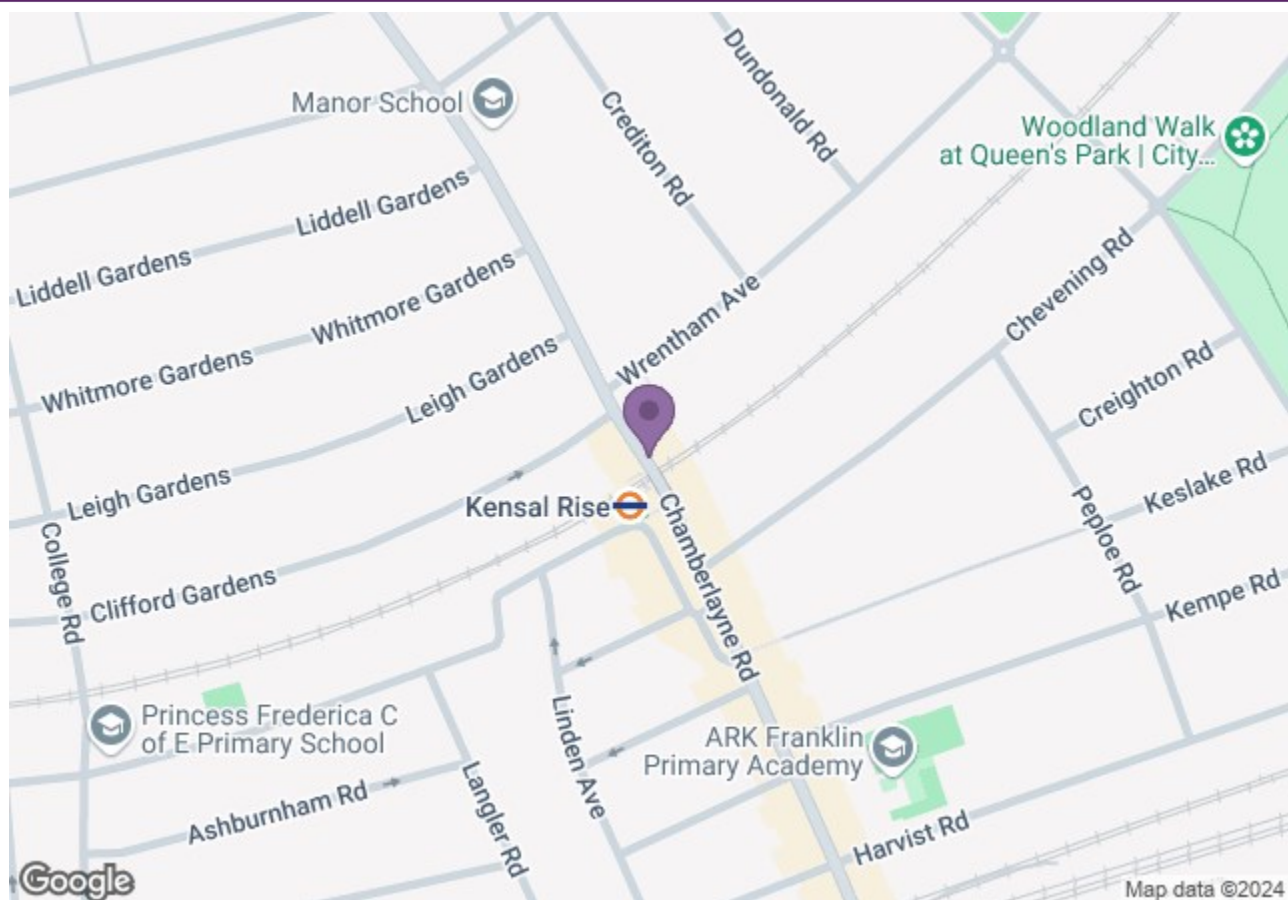 Dundonald Rd
Manor School
Crediton Rd
Woodland Walk
at Queen's Park | City...
Liddell Gardens
Liddell Gardens
Whitmore Gardens
Chevening Rd
Wrentham Ave
Whitmore Gardens
Leigh Gardens
Creighton Rd
Leigh Gardens
Keslake Rd
Kensal Rise
Chamberlayne Rd
Peploe Rd
College Rd
Clifford Gardens
Kempe Rd
Princess Frederica C
of E Primary School
Linden Ave
ARK Franklin
Primary Academy
Ashburnham Rd
Langler Rd
Harvist Rd
Google
Map data ©2024